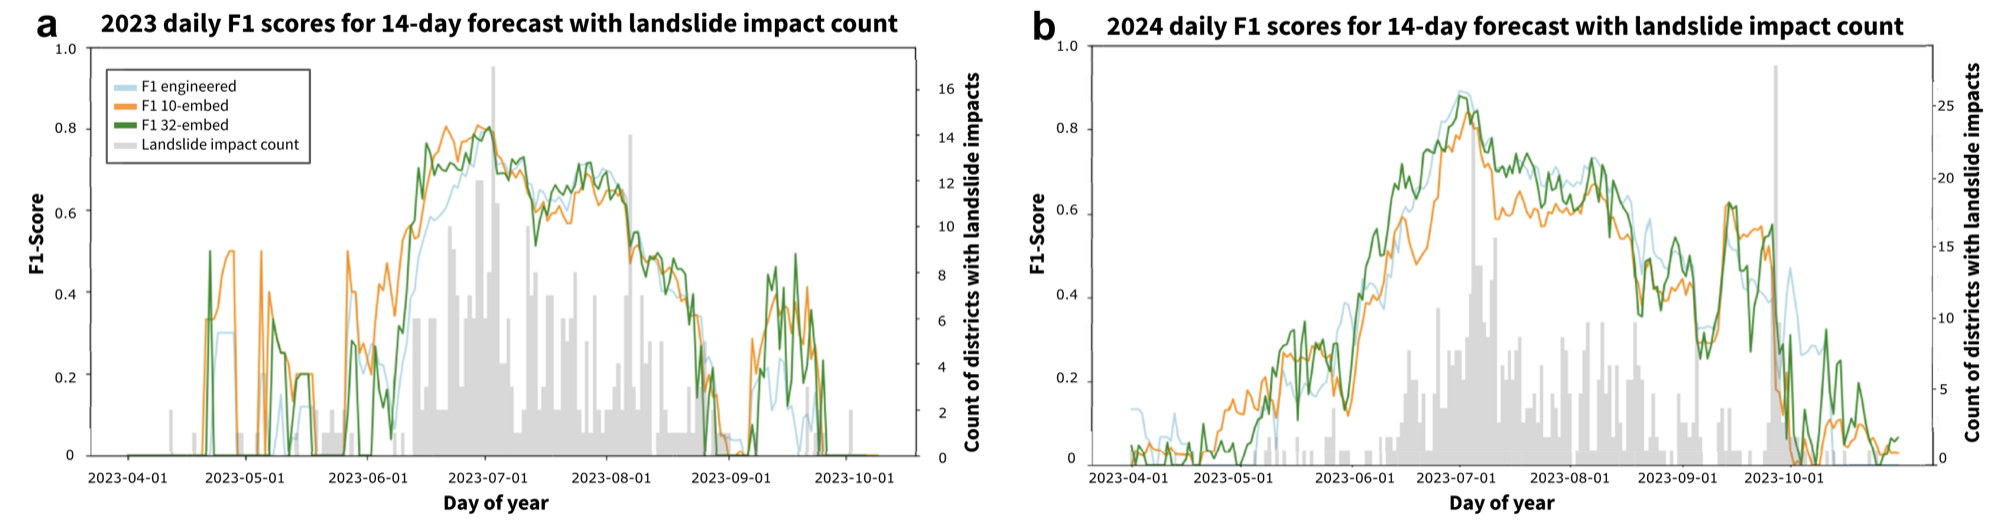 a
2023 daily F1 scores for 14-day forecast with landslide impact count
F1-Score
1.0
0.8
0.6
0.4
0.2
0
F1 engineered
F1 10-embed
F1 32-embed
Landslide impact count
16
14
12
10
8
6
4
2
0
Count of districts with landslide impacts
2023-04-01 2023-05-01 2023-06-01 2023-07-01 2023-08-01 2023-09-01 2023-10-01
Day of year
b
2024 daily F1 scores for 14-day forecast with landslide impact count
F1-Score
1.0
0.8
0.6
0.4
0.2
0
25
20
15
10
5
0
Count of districts with landslide impacts
2023-04-01 2023-05-01 2023-06-01 2023-07-01 2023-08-01 2023-09-01 2023-10-01
Day of year